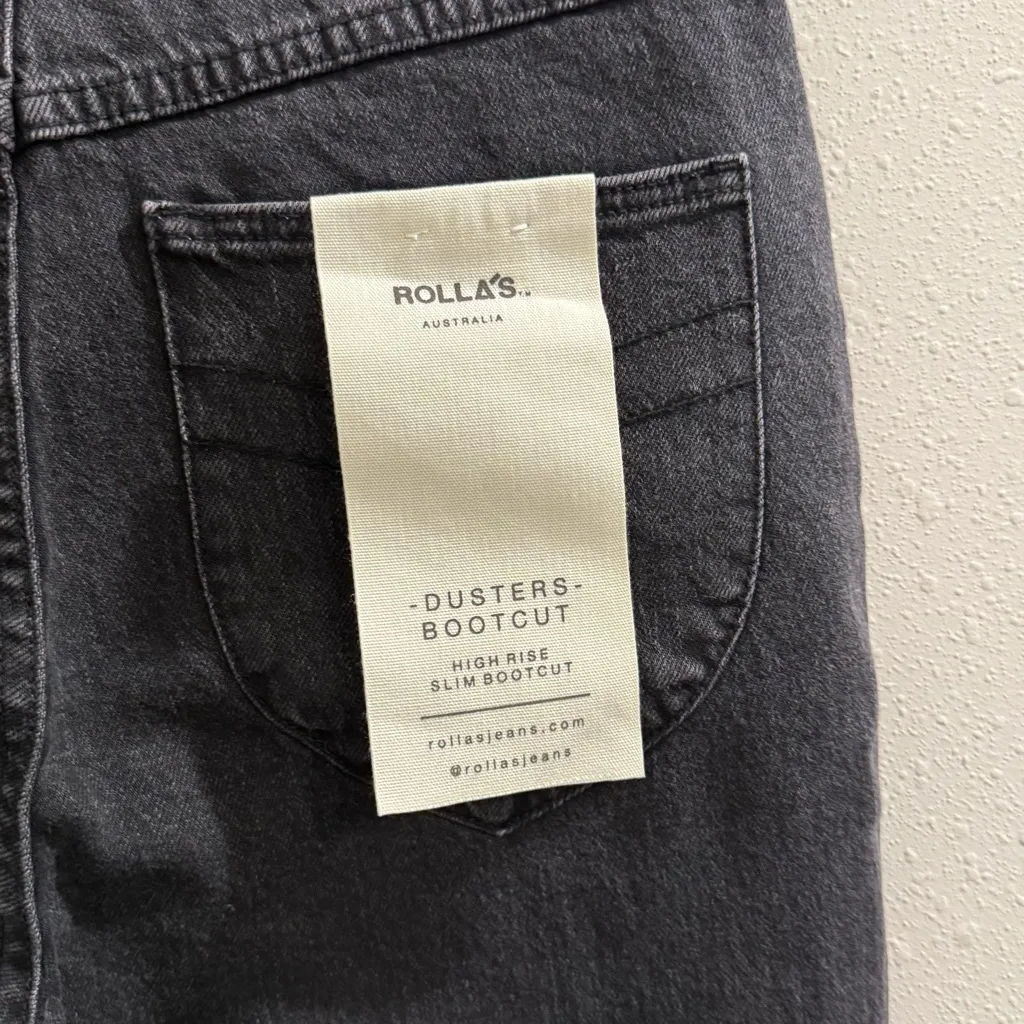 ROLLA'S™
AUSTRALIA
-DUSTERS-
BOOTCUT
HIGH RISE
SLIM BOOTCUT
rollasjeans.com
@rollasjeans